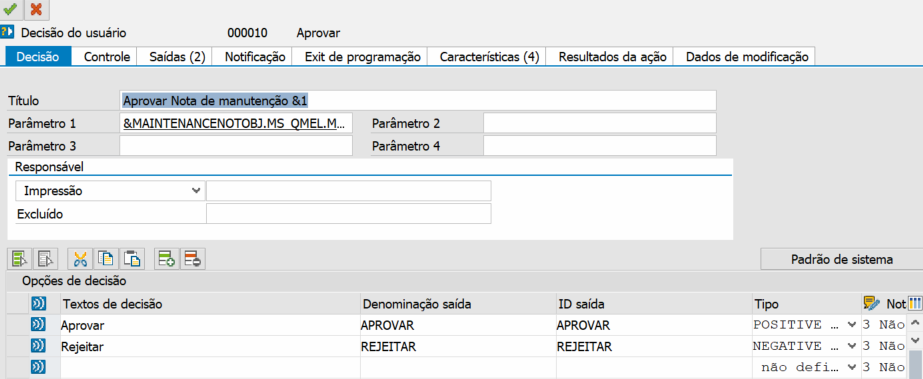 Decisão do usuário 000010 Aprovar
Decisão Controle Saídas (2) Notificação Exit de programação Características (4) Resultados da ação Dados de modificação
Título Aprovar Nota de manutenção &1
Parâmetro 1 &MAINTENANCENOTOBJ.MS_QMEL.M... Parâmetro 2
Parâmetro 3 Parâmetro 4
Responsável
Impressão
Excluído
Padrão de sistema
Opções de decisão
Textos de decisão Denominação saída ID saída Tipo Not
Aprovar APROVAR APROVAR POSITIVE ... 3 Não
Rejeitar REJEITAR REJEITAR NEGATIVE ... 3 Não
não defi... 3 Não